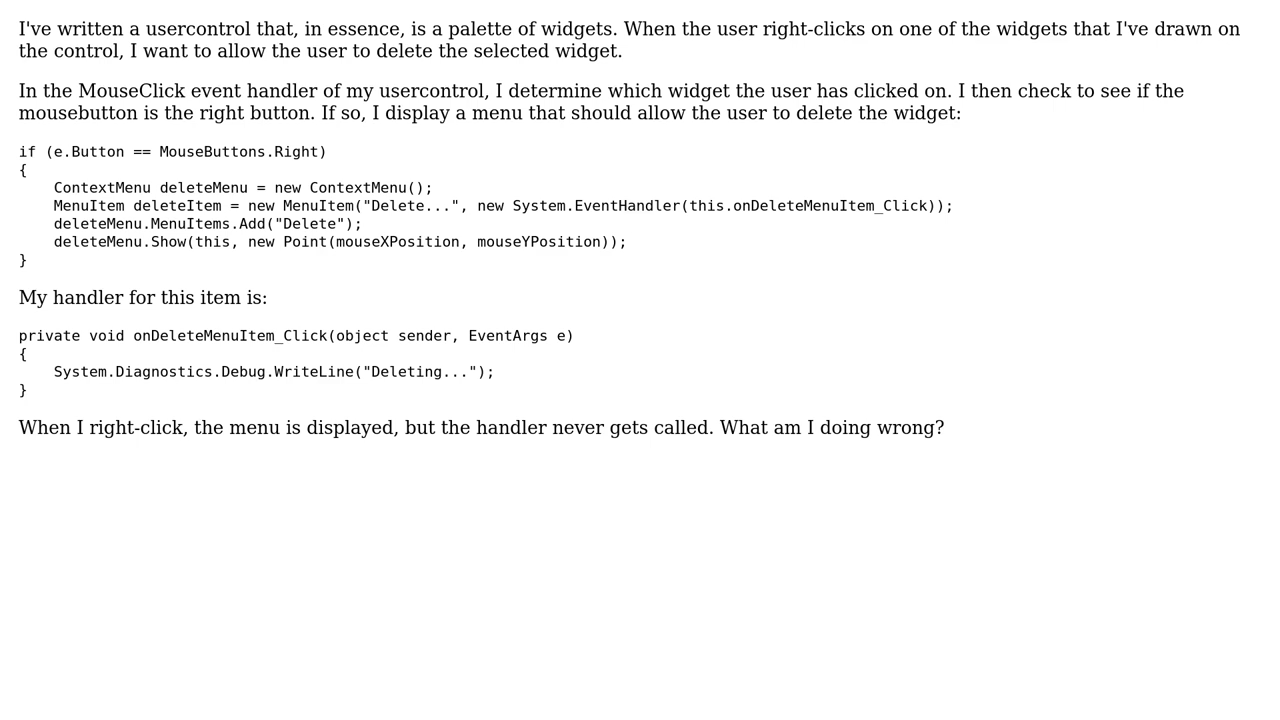 I've written a usercontrol that, in essence, is a palette of widgets. When the user right-clicks on one of the widgets that I've drawn on
the control, I want to allow the user to delete the selected widget.
In the MouseClick event handler of my usercontrol, I determine which widget the user has clicked on. I then check to see if the
mousebutton is the right button. If so, I display a menu that should allow the user to delete the widget:
if (e.Button == MouseButtons.Right)
{
    ContextMenu deleteMenu = new ContextMenu();
    MenuItem deleteItem = new MenuItem("Delete...", new System.EventHandler(this.onDeleteMenuItem_Click));
    deleteMenu.MenuItems.Add("Delete");
    deleteMenu.Show(this, new Point(mouseXPosition, mouseYPosition));
}
My handler for this item is:
private void onDeleteMenuItem_Click(object sender, EventArgs e)
{
    System.Diagnostics.Debug.WriteLine("Deleting...");
}
When I right-click, the menu is displayed, but the handler never gets called. What am I doing wrong?